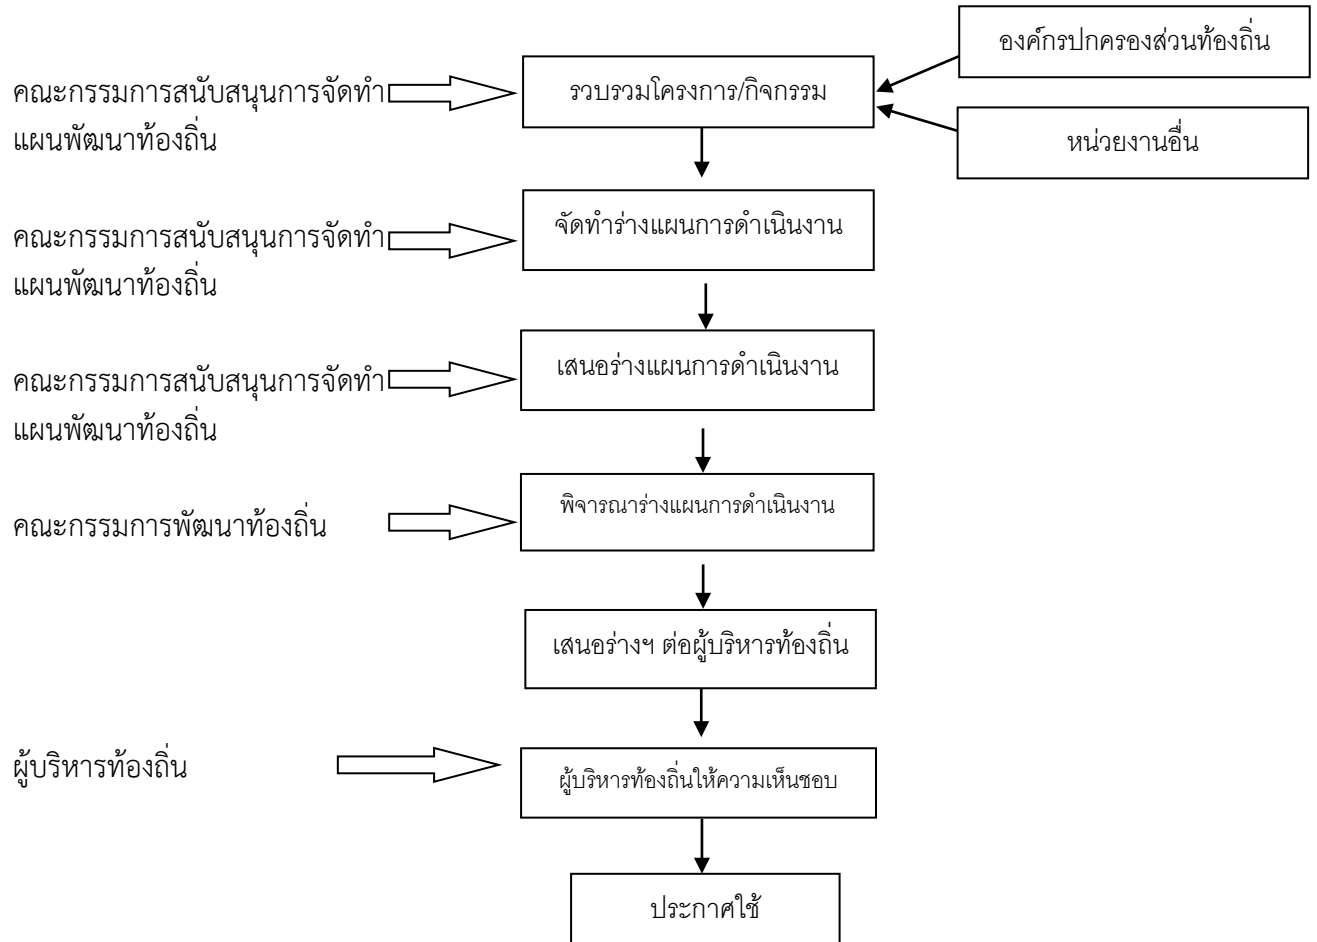 องค์กรปกครองส่วนท้องถิ่น
คณะกรรมการสนับสนุนการจัดทำ
แผนพัฒนาท้องถิ่น
รวบรวมโครงการ/กิจกรรม
หน่วยงานอื่น
คณะกรรมการสนับสนุนการจัดทำ
แผนพัฒนาท้องถิ่น
จัดทำร่างแผนการดำเนินงาน
คณะกรรมการสนับสนุนการจัดทำ
แผนพัฒนาท้องถิ่น
เสนอร่างแผนการดำเนินงาน
คณะกรรมการพัฒนาท้องถิ่น
พิจารณาร่างแผนการดำเนินงาน
เสนอร่างฯ ต่อผู้บริหารท้องถิ่น
ผู้บริหารท้องถิ่น
ผู้บริหารท้องถิ่นให้ความเห็นชอบ
ประกาศใช้